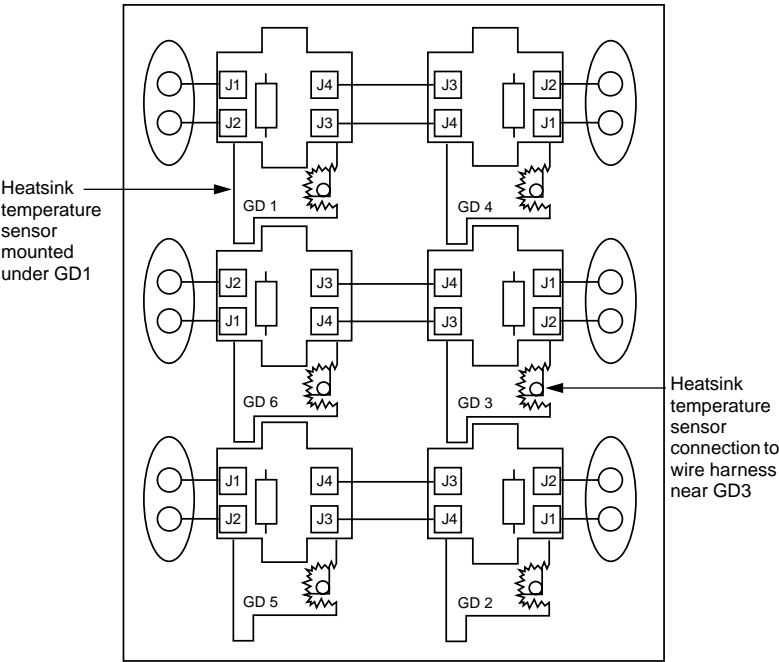 J1 J4 J3 J2
J2 J3 J4 J1
Heatsink
temperature
sensor
mounted
under GD1
GD 1 GD 4
J2 J3 J4 J1
J1 J4 J3 J2
GD 6 GD 3
Heatsink
temperature
sensor
connection to
wire harness
near GD3
J1 J4 J3 J2
J2 J3 J4 J1
GD 5 GD 2